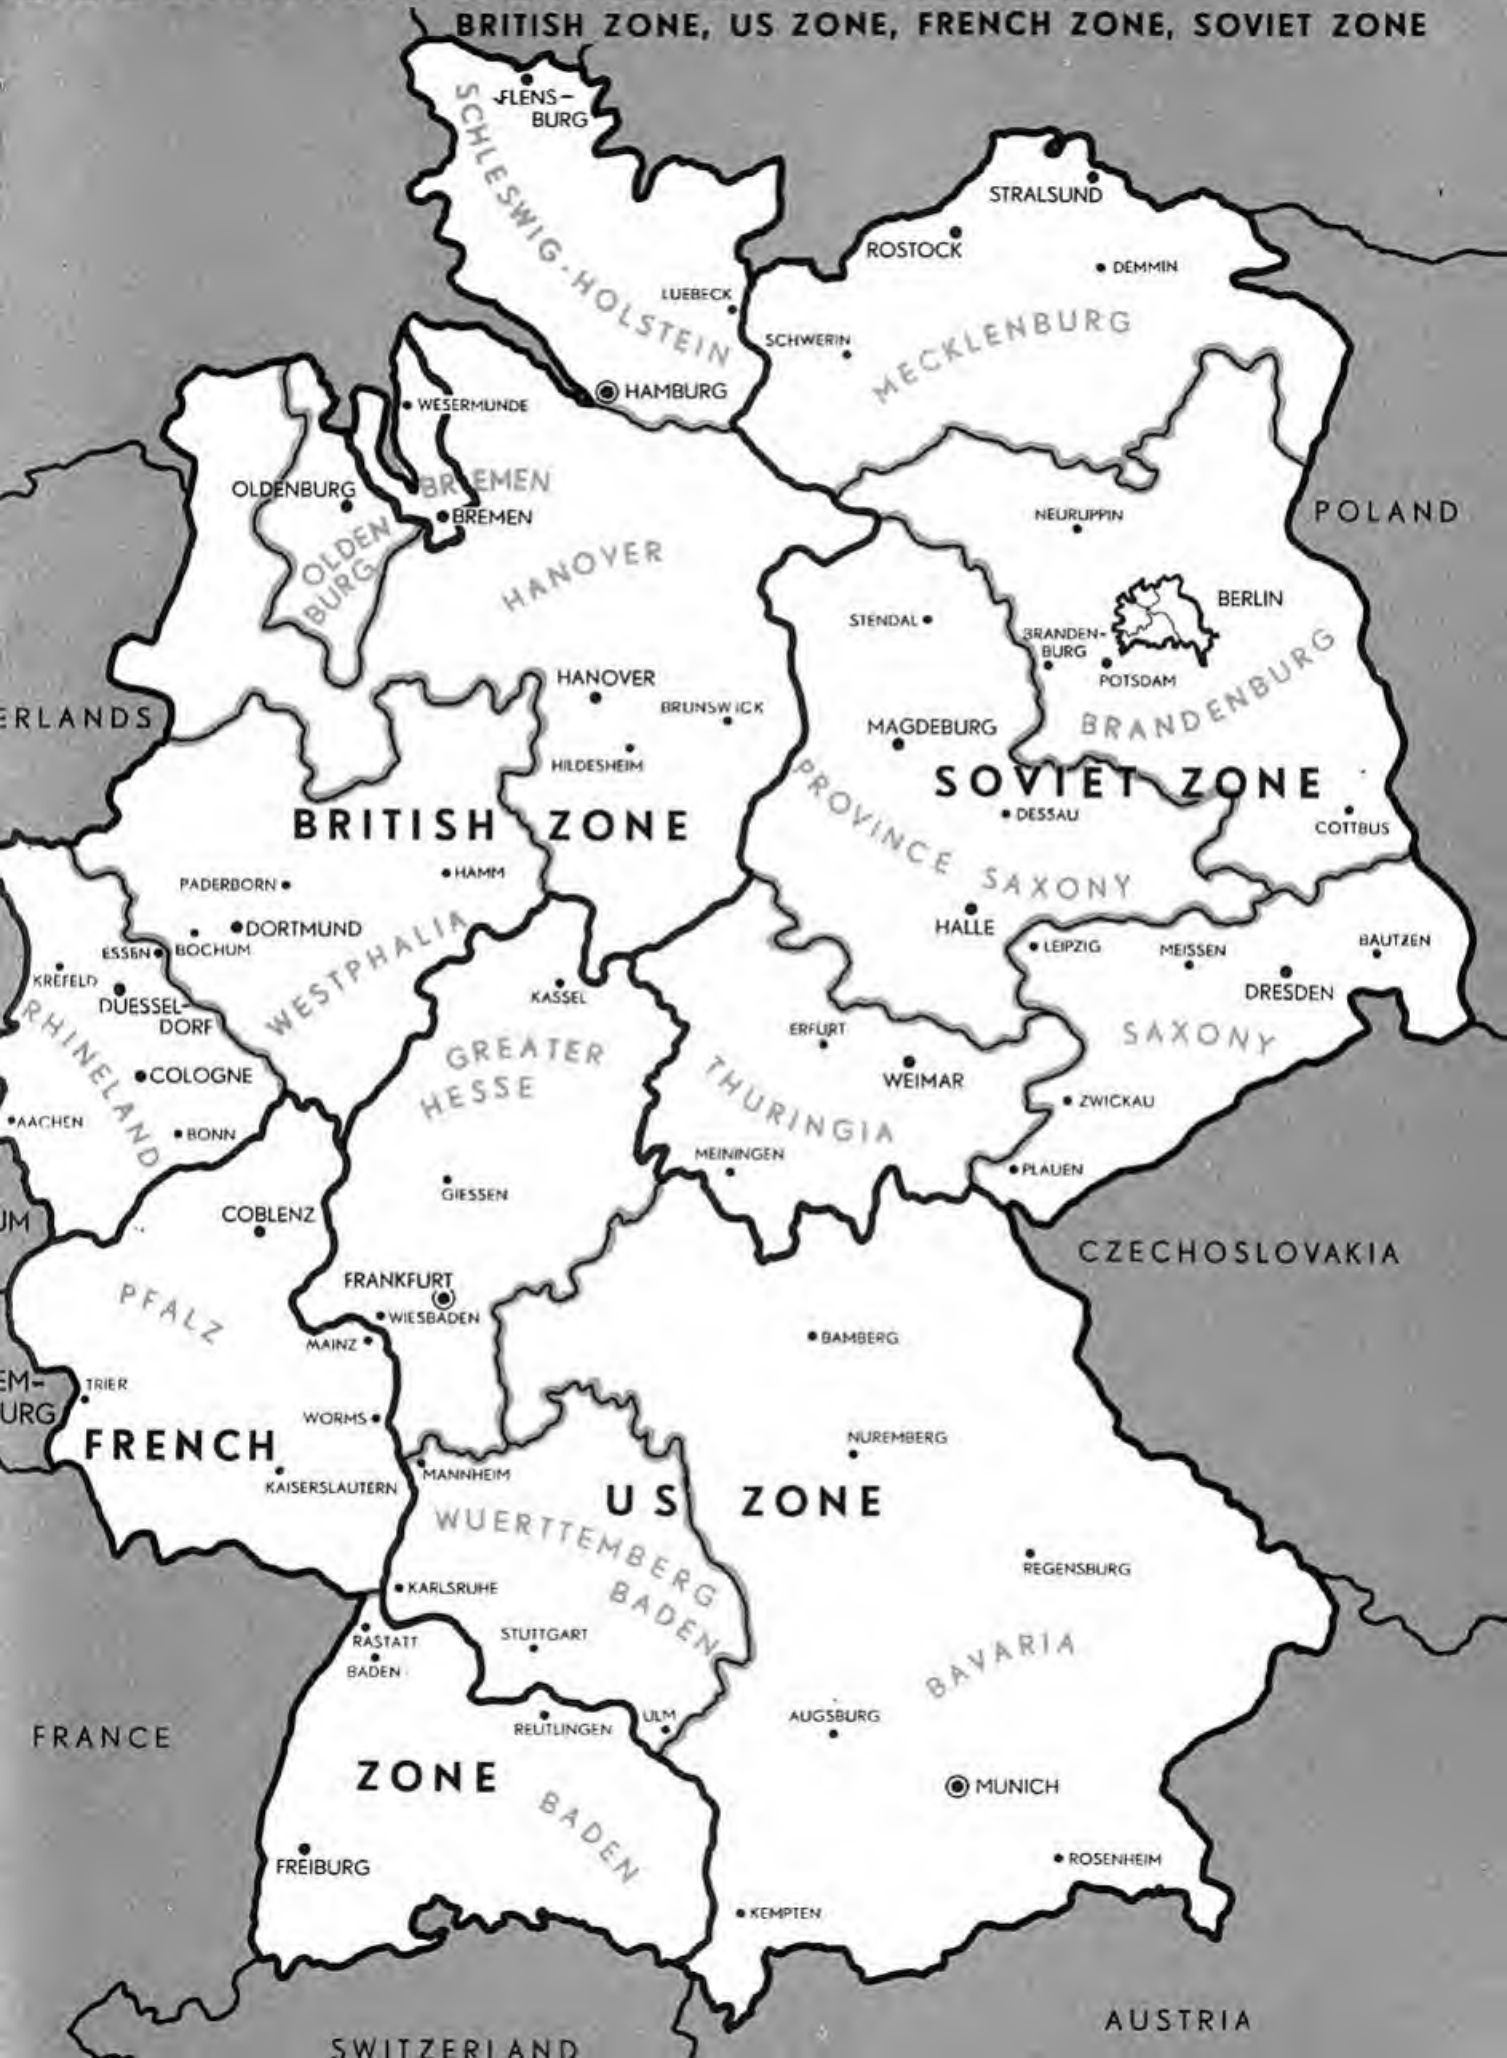 BRITISH ZONE, US ZONE, FRENCH ZONE, SOVIET ZONE
FLENS-
BURG
SCHLESWIG-HOLSTEIN
STRALSUND
ROSTOCK
DEMMIN
LUEBECK
SCHWERIN
MECKLENBURG
HAMBURG
WESERMUNDE
OLDENBURG
BREMEN
BREMEN
OLDEN
BURG
HANOVER
NEURUPPIN
POLAND
BERLIN
STENDAL
BRANDEN-
BURG
POTSDAM
BRANDENBURG
HANOVER
BRUNSWICK
ERLANDS
MAGDEBURG
HILDESHEIM
SOVIET ZONE
PROVINCE SAXONY
DESSAU
COTTBUS
BRITISH ZONE
HAMM
PADERBORN
DORTMUND
ESSEN
BOCHUM
WESTPHALIA
HALLE
LEIPZIG
MEISSEN
BAUTZEN
KREFELD
DUESSEL-
DORF
KASSEL
DRESDEN
RHINELAND
ERFURT
SAXONY
GREATER
HESSE
WEIMAR
COLOGNE
THURINGIA
ZWICKAU
AACHEN
BONN
MEININGEN
PLAUEN
GIESSEN
UM
COBLENZ
CZECHOSLOVAKIA
FRANKFURT
PFALZ
WIESBADEN
MAINZ
BAMBERG
EM-
URG
TRIER
WORMS
FRENCH
NUREMBERG
KAISERSLAUTERN
MANNHEIM
US ZONE
WUERTTEMBERG
BADEN
REGENSBURG
KARLSRUHE
STUTTGART
RASTATT
BADEN
BAVARIA
ULM
REUTLINGEN
AUGSBURG
FRANCE
ZONE
MUNICH
BADEN
FREIBURG
ROSENHEIM
KEMPTEN
AUSTRIA
SWITZERLAND